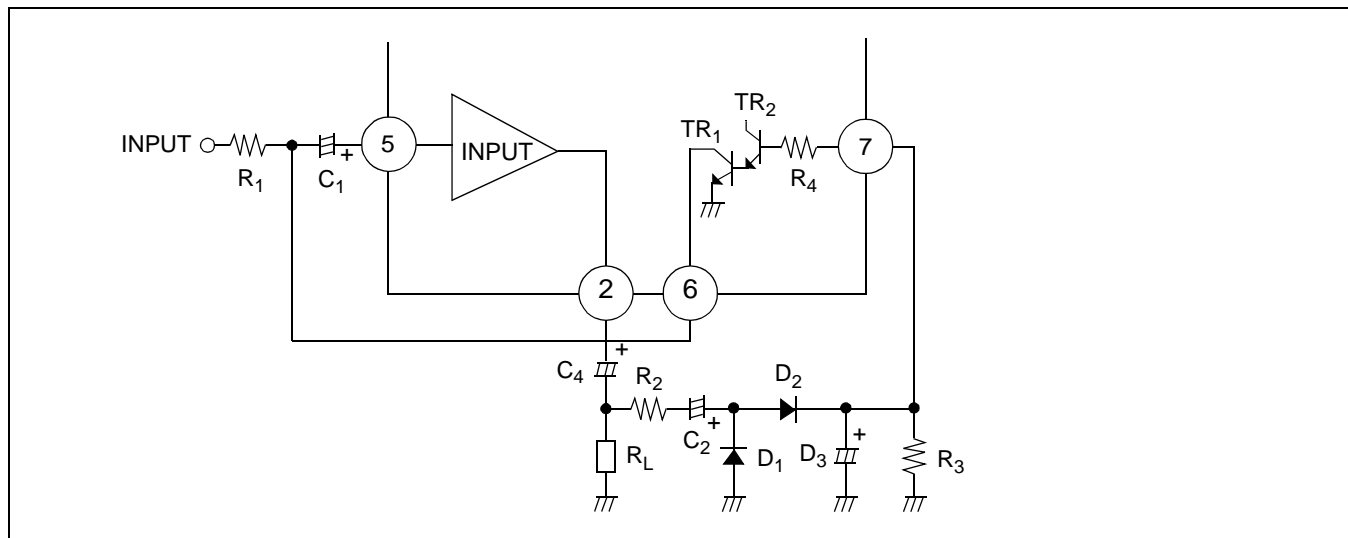 TR2
TR1
INPUT
5
INPUT
7
R1
C1
+
R4
2
6
+
C4
R2
D2
+
+
C2
RL
D1
D3
R3